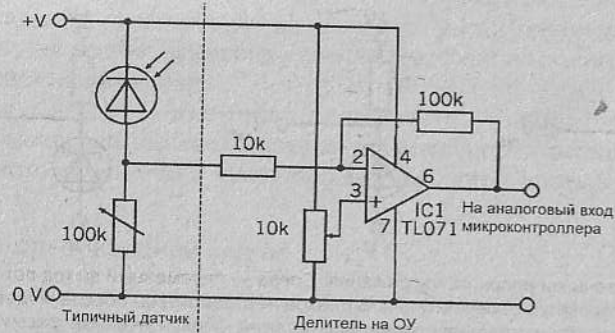 +V
100k
10k
2
4
6
3
10k
7
IC1
TL071
На аналоговый вход
микроконтроллера
100k
0 V
Типичный датчик
Делитель на ОУ